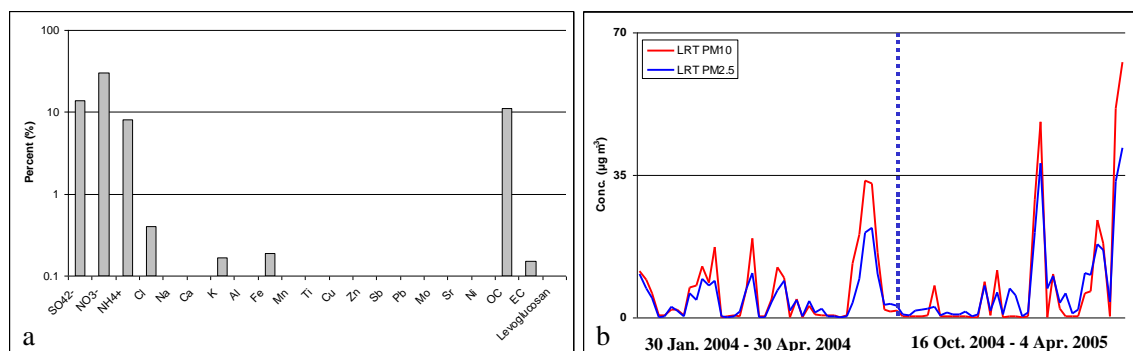 100
10
1
0.1
Percent (%)
SO42-
NO3-
NH4+
Cl
Na
Ca
K
Al
Fe
Mn
Ti
Cu
Zn
Sb
Pb
Mo
Sr
Ni
OC
EC
Levoglucosan
a
70
35
0
Conc. (µg m³)
LRT PM10
LRT PM2.5
30 Jan. 2004 - 30 Apr. 2004
16 Oct. 2004 - 4 Apr. 2005
b